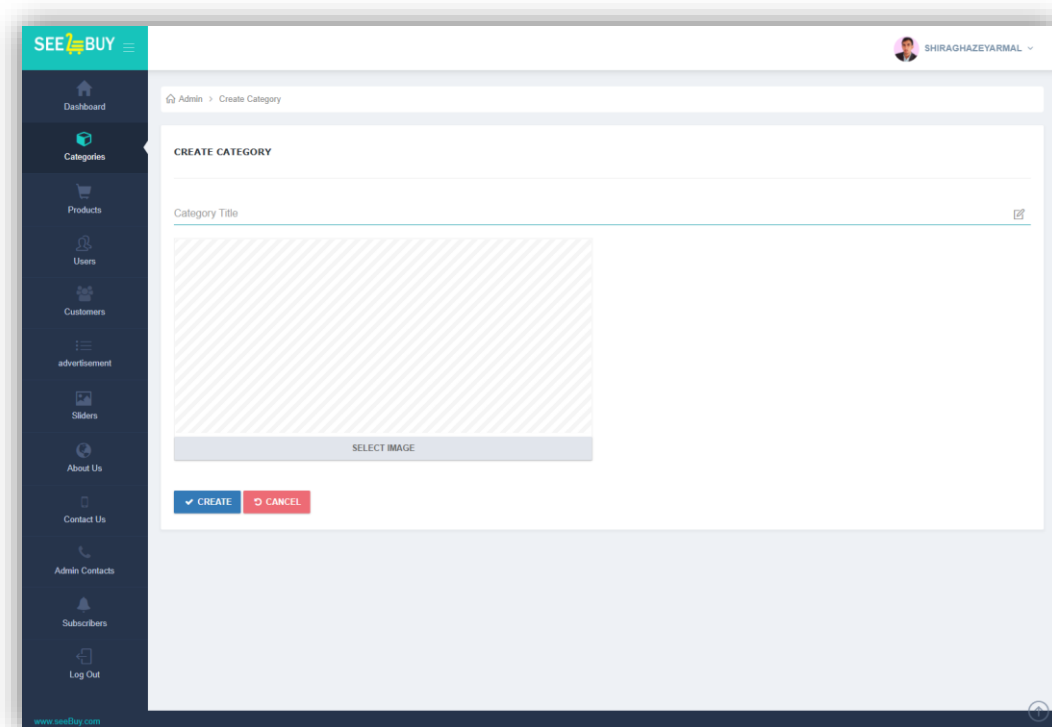 SEE2BUY
SHIRAGHAZEYARMAL
Dashboard
Admin > Create Category
Categories
CREATE CATEGORY
Products
Category Title
Users
Customers
advertisement
Sliders
About Us
SELECT IMAGE
Contact Us
CREATE
CANCEL
Admin Contacts
Subscribers
Log Out
www.seeBuy.com